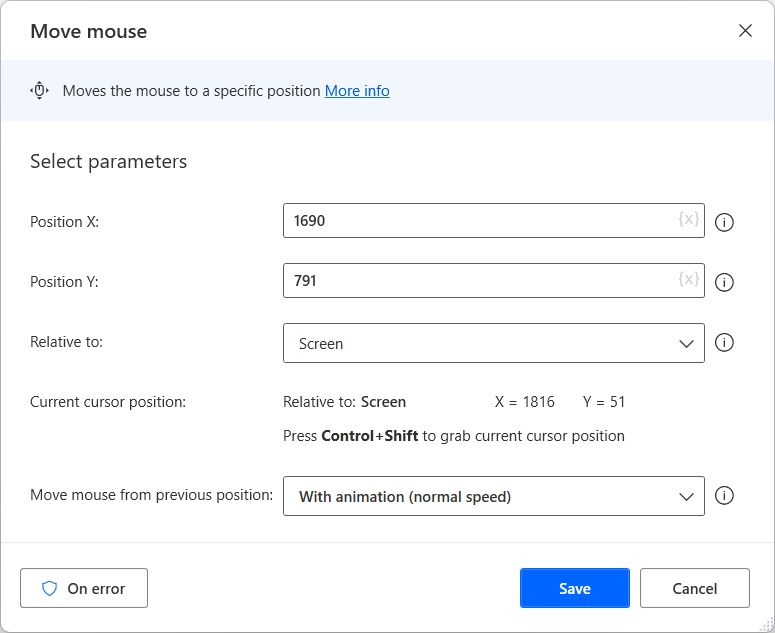 Move mouse
Moves the mouse to a specific position More info
Select parameters
Position X: 1690 {x}
Position Y: 791 {x}
Relative to: Screen
Current cursor position: Relative to: Screen X = 1816 Y = 51
Press Control+Shift to grab current cursor position
Move mouse from previous position: With animation (normal speed)
On error Save Cancel